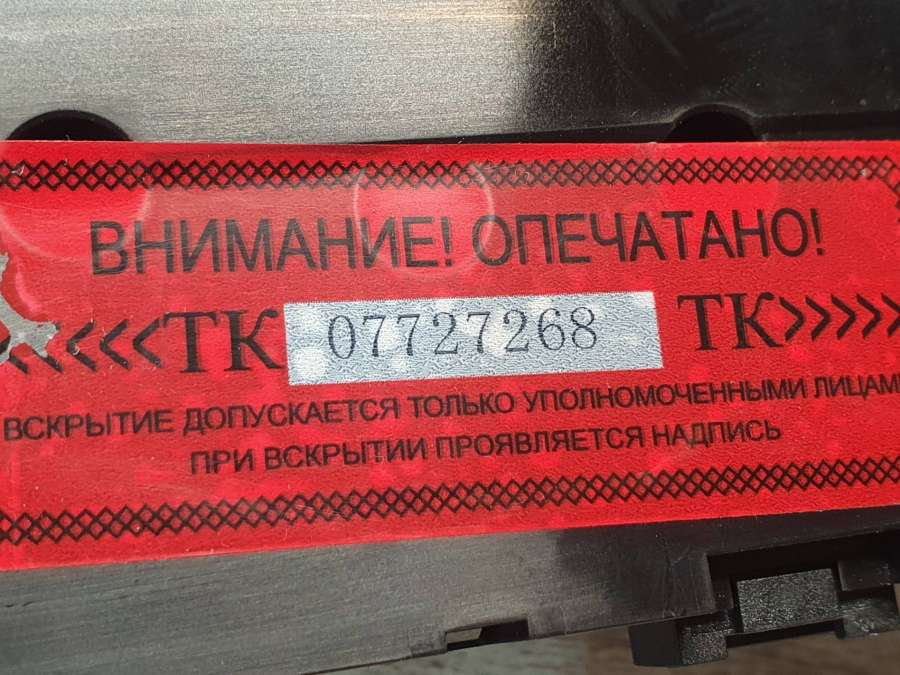 ВНИМАНИЕ! ОПЕЧАТАНО!
<<<<ТК 07727268 ТК>>>>>
ВСКРЫТИЕ ДОПУСКАЕТСЯ ТОЛЬКО УПОЛНОМОЧЕННЫМИ ЛИЦАМИ
ПРИ ВСКРЫТИИ ПРОЯВЛЯЕТСЯ НАДПИСЬ